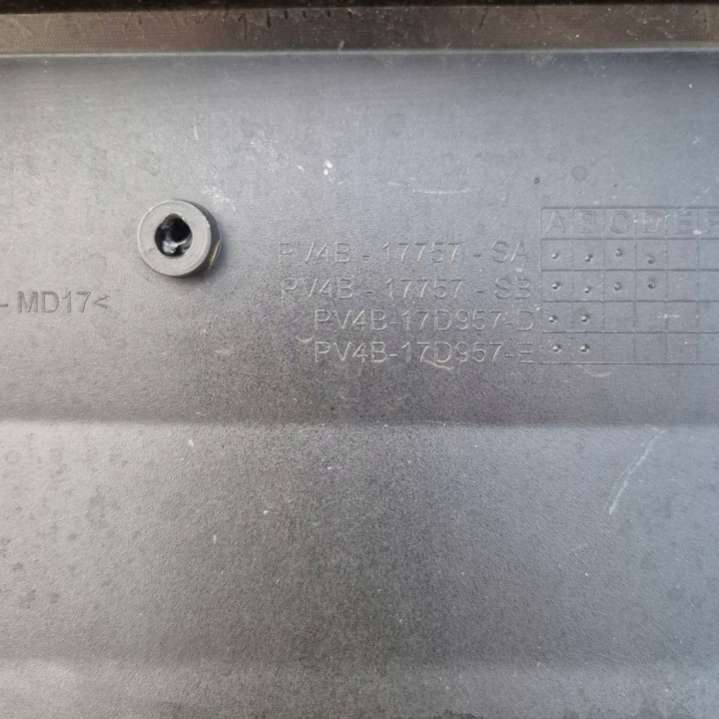 A B C D E F
PV4B - 17757 - SA
PV4B - 17757 - SB
- MD17<
PV4B-17D957-D
PV4B-17D957-E